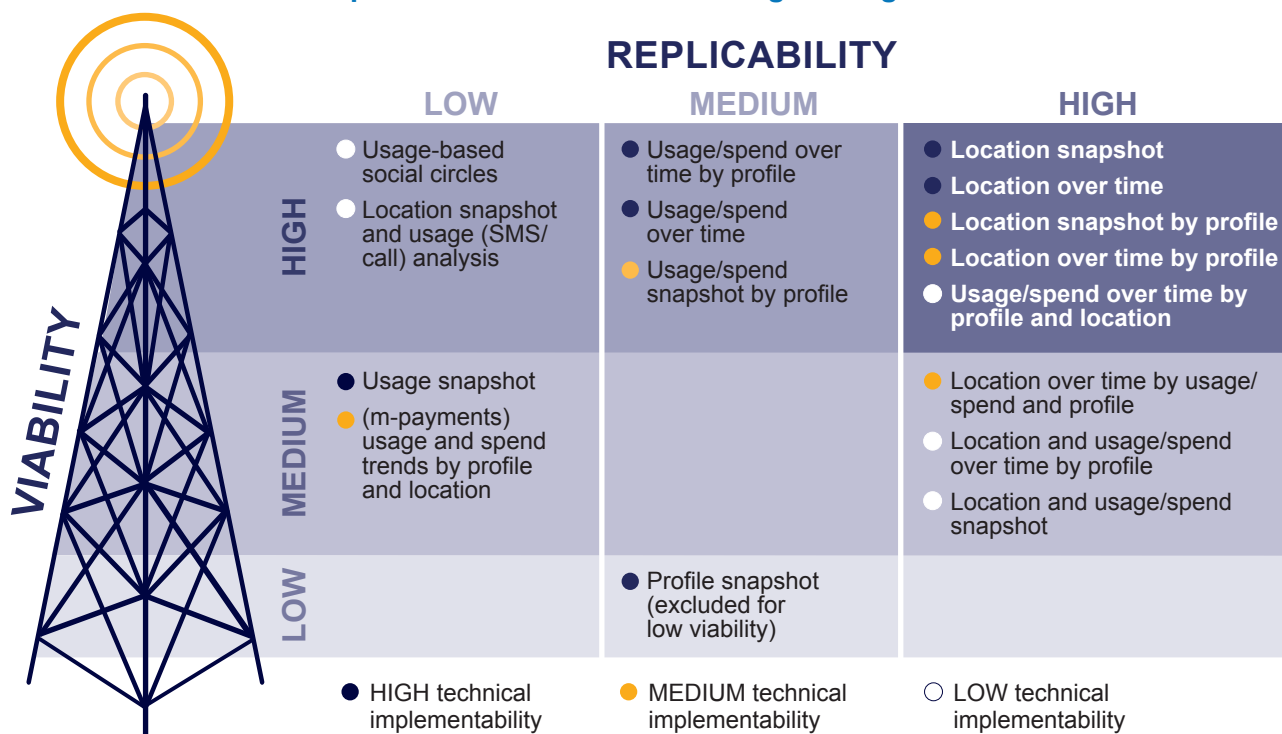 REPLICABILITY
LOW
MEDIUM
HIGH
VIABILITY
HIGH
Usage-based
social circles
Location snapshot
and usage (SMS/
call) analysis
Usage/spend over
time by profile
Usage/spend
over time
Usage/spend
snapshot by profile
Location snapshot
Location over time
Location snapshot by profile
Location over time by profile
Usage/spend over time by
profile and location
MEDIUM
Usage snapshot
(m-payments)
usage and spend
trends by profile
and location
Location over time by usage/
spend and profile
Location and usage/spend
over time by profile
Location and usage/spend
snapshot
LOW
Profile snapshot
(excluded for
low viability)
HIGH technical
implementability
MEDIUM technical
implementability
LOW technical
implementability